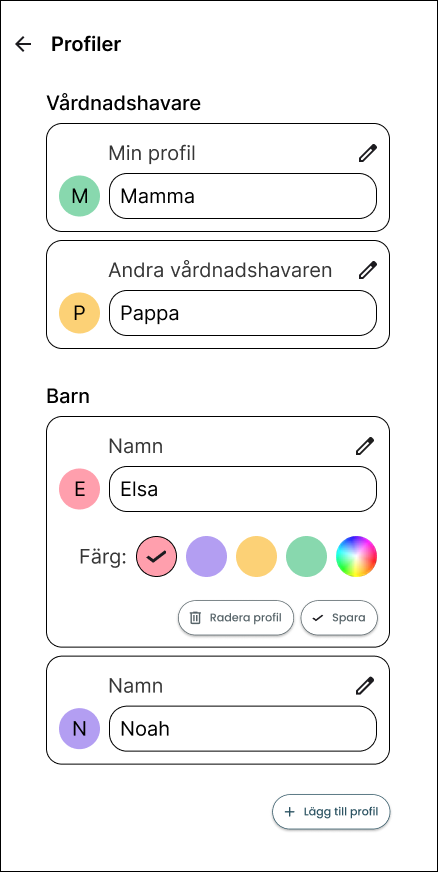 Profiler
Vårdnadshavare
Min profil
M Mamma
Andra vårdnadshavaren
P Pappa
Barn
Namn
E Elsa
Färg:
Radera profil Spara
Namn
N Noah
+ Lägg till profil